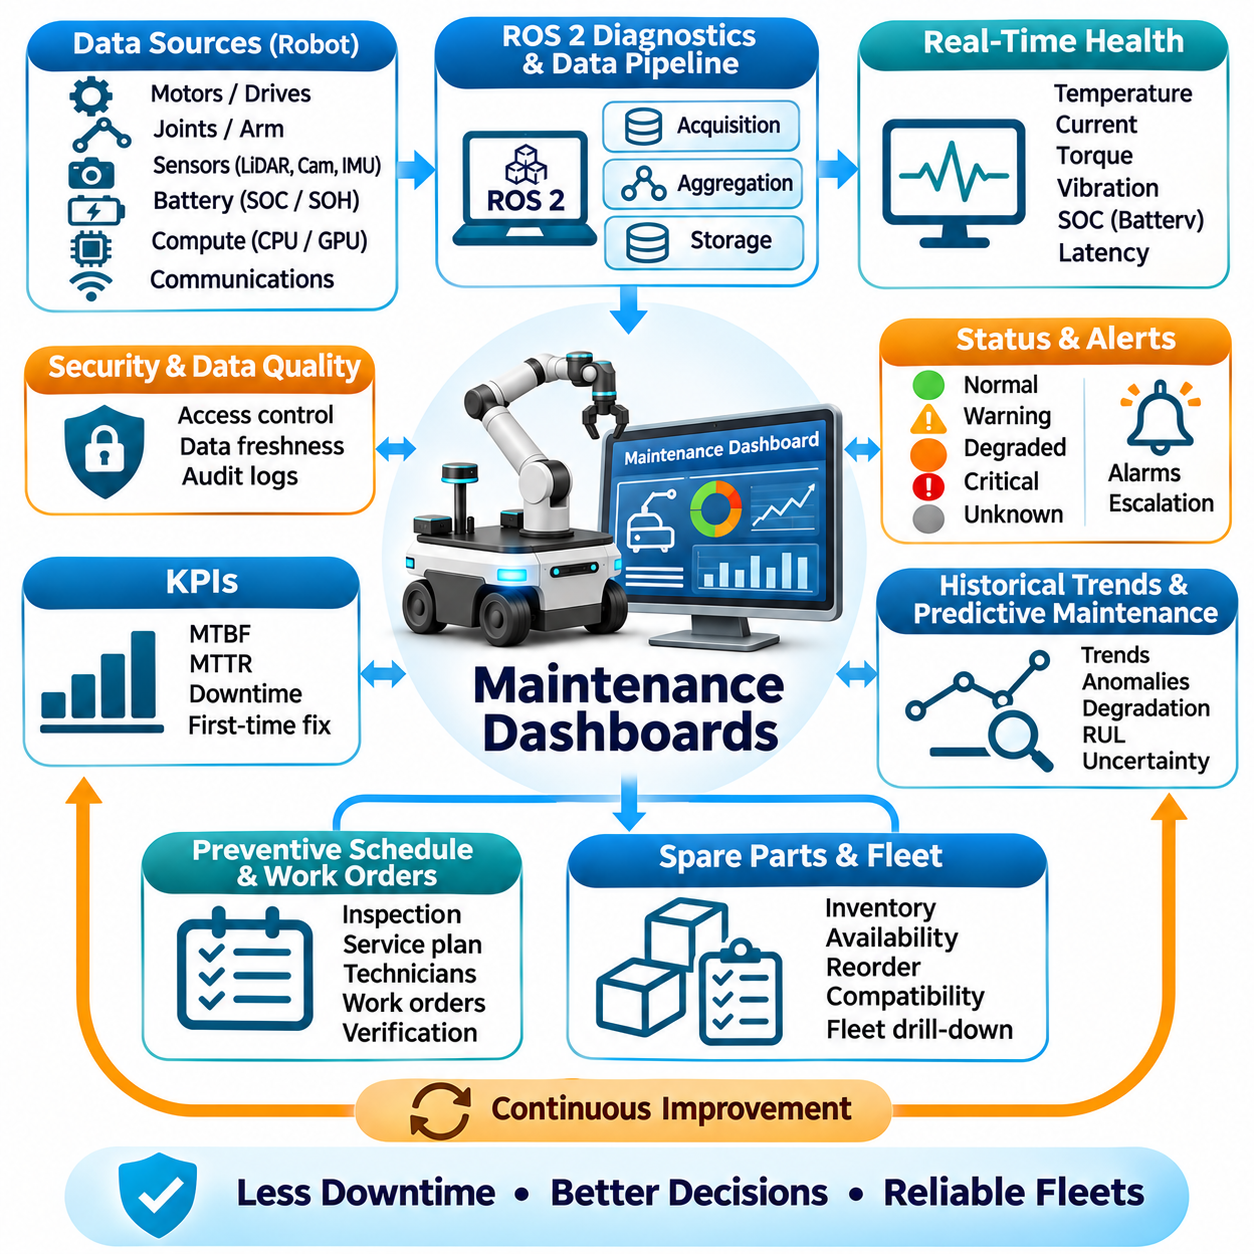 Data Sources (Robot)
Motors / Drives
Joints / Arm
Sensors (LiDAR, Cam, IMU)
Battery (SOC / SOH)
Compute (CPU / GPU)
Communications
ROS 2 Diagnostics
& Data Pipeline
ROS 2
Acquisition
Aggregation
Storage
Real-Time Health
Temperature
Current
Torque
Vibration
SOC (Batterv)
Latency
Security & Data Quality
Access control
Data freshness
Audit logs
Status & Alerts
Normal
Warning
Degraded
Critical
Unknown
Alarms
Escalation
Maintenance Dashboard
KPIs
MTBF
MTTR
Downtime
First-time fix
Maintenance
Dashboards
Historical Trends &
Predictive Maintenance
Trends
Anomalies
Degradation
RUL
Uncertainty
Preventive Schedule
& Work Orders
Inspection
Service plan
Technicians
Work orders
Verification
Spare Parts & Fleet
Inventory
Availability
Reorder
Compatibility
Fleet drill-down
Continuous Improvement
Less Downtime • Better Decisions • Reliable Fleets